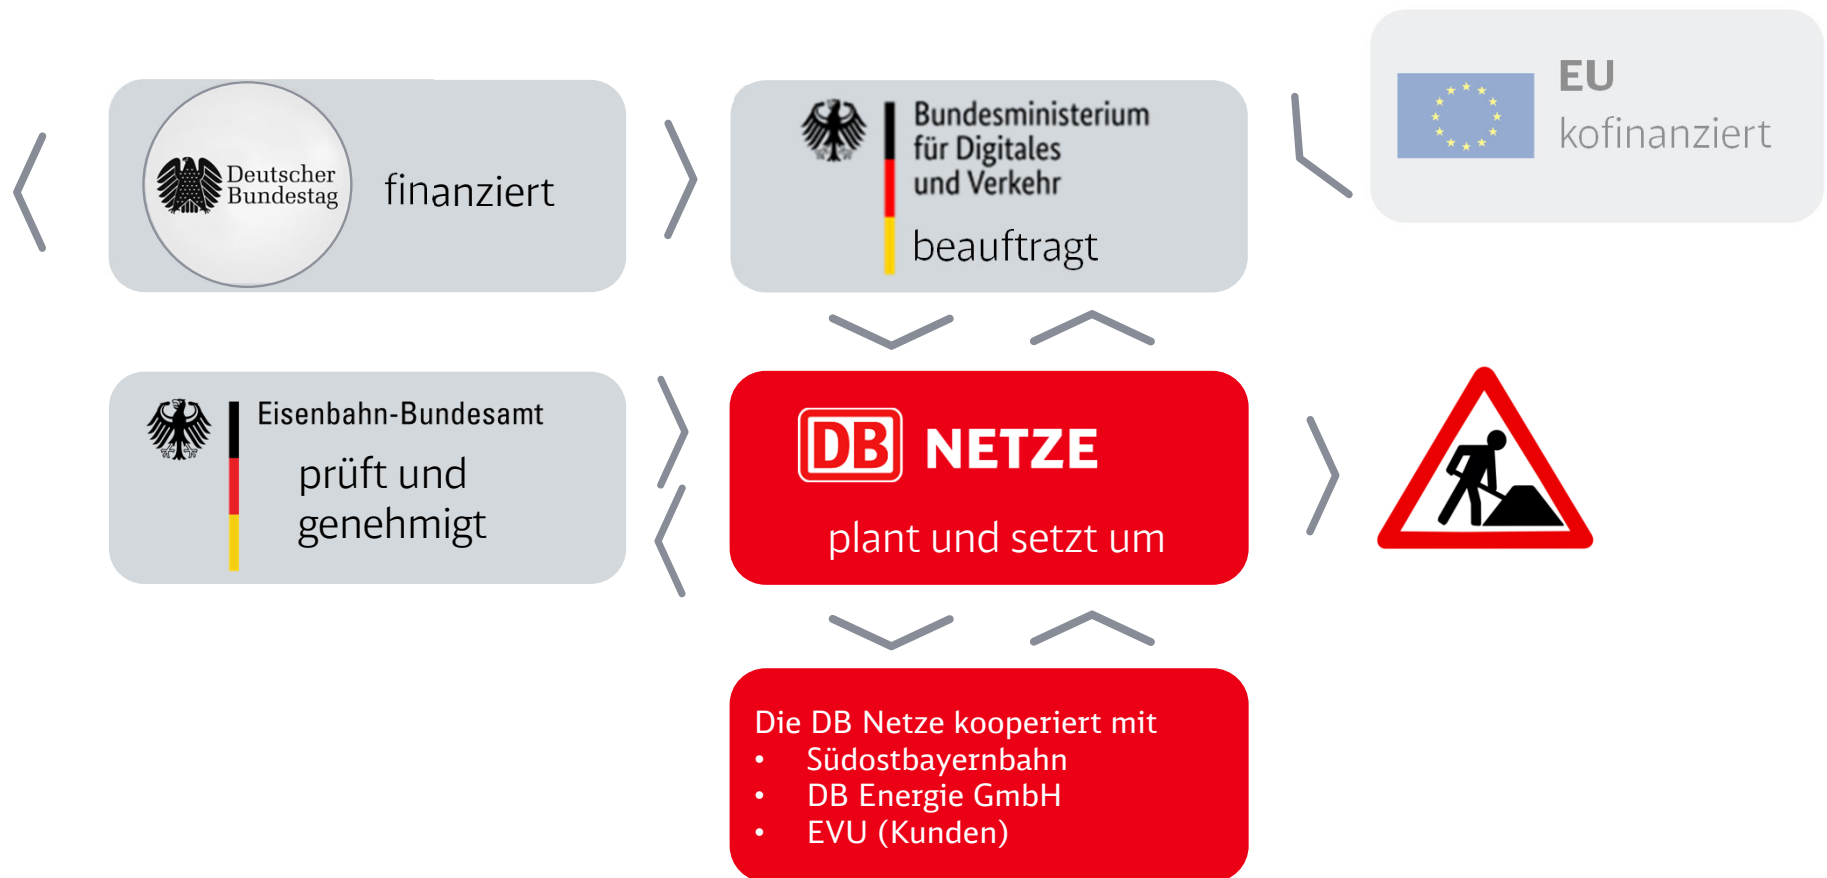 Deutscher
Bundestag
finanziert
Bundesministerium
für Digitales
und Verkehr
beauftragt
EU
kofinanziert
Eisenbahn-Bundesamt
prüft und
genehmigt
DB NETZE
plant und setzt um
Die DB Netze kooperiert mit
• Südostbayernbahn
• DB Energie GmbH
• EVU (Kunden)